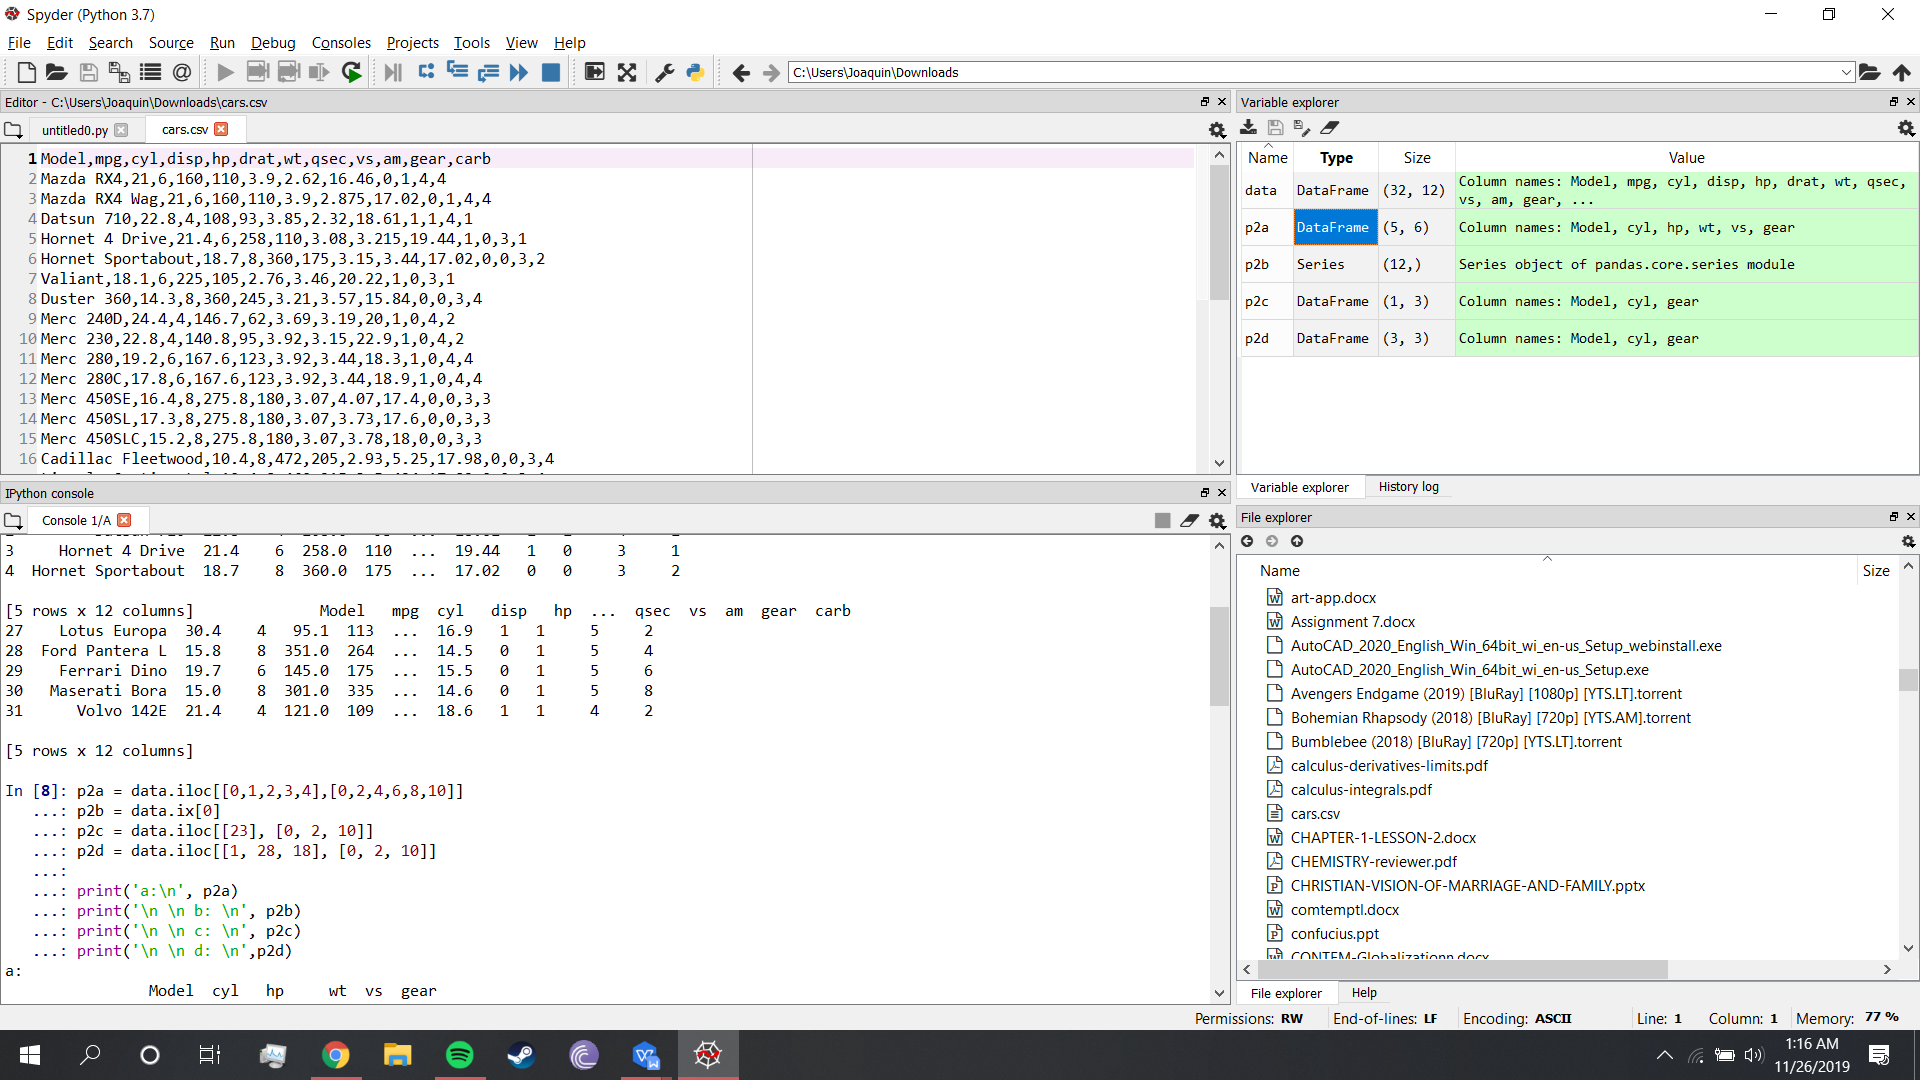 Spyder (Python 3.7)
File Edit Search Source Run Debug Consoles Projects Tools View Help
C:\Users\Joaquin\Downloads
Editor - C:\Users\Joaquin\Downloads\cars.csv
untitled0.py cars.csv
1 Model,mpg,cyl,disp,hp,drat,wt,qsec,vs,am,gear,carb
2 Mazda RX4,21,6,160,110,3.9,2.62,16.46,0,1,4,4
3 Mazda RX4 Wag,21,6,160,110,3.9,2.875,17.02,0,1,4,4
4 Datsun 710,22.8,4,108,93,3.85,2.32,18.61,1,1,4,1
5 Hornet 4 Drive,21.4,6,258,110,3.08,3.215,19.44,1,0,3,1
6 Hornet Sportabout,18.7,8,360,175,3.15,3.44,17.02,0,0,3,2
7 Valiant,18.1,6,225,105,2.76,3.46,20.22,1,0,3,1
8 Duster 360,14.3,8,360,245,3.21,3.57,15.84,0,0,3,4
9 Merc 240D,24.4,4,146.7,62,3.69,3.19,20,1,0,4,2
10 Merc 230,22.8,4,140.8,95,3.92,3.15,22.9,1,0,4,2
11 Merc 280,19.2,6,167.6,123,3.92,3.44,18.3,1,0,4,4
12 Merc 280C,17.8,6,167.6,123,3.92,3.44,18.9,1,0,4,4
13 Merc 450SE,16.4,8,275.8,180,3.07,4.07,17.4,0,0,3,3
14 Merc 450SL,17.3,8,275.8,180,3.07,3.73,17.6,0,0,3,3
15 Merc 450SLC,15.2,8,275.8,180,3.07,3.78,18,0,0,3,3
16 Cadillac Fleetwood,10.4,8,472,205,2.93,5.25,17.98,0,0,3,4
IPython console
Console 1/A
3 Hornet 4 Drive 21.4 6 258.0 110 ... 19.44 1 0 3 1
4 Hornet Sportabout 18.7 8 360.0 175 ... 17.02 0 0 3 2
[5 rows x 12 columns] Model mpg cyl disp hp ... qsec vs am gear carb
27 Lotus Europa 30.4 4 95.1 113 ... 16.9 1 1 5 2
28 Ford Pantera L 15.8 8 351.0 264 ... 14.5 0 1 5 4
29 Ferrari Dino 19.7 6 145.0 175 ... 15.5 0 1 5 6
30 Maserati Bora 15.0 8 301.0 335 ... 14.6 0 1 5 8
31 Volvo 142E 21.4 4 121.0 109 ... 18.6 1 1 4 2
[5 rows x 12 columns]
In [8]: p2a = data.iloc[[0,1,2,3,4],[0,2,4,6,8,10]]
...: p2b = data.ix[0]
...: p2c = data.iloc[[23], [0, 2, 10]]
...: p2d = data.iloc[[1, 28, 18], [0, 2, 10]]
...:
...: print('a:\n', p2a)
...: print('\n \n b: \n', p2b)
...: print('\n \n c: \n', p2c)
...: print('\n \n d: \n',p2d)
a:
Model cyl hp wt vs gear
Variable explorer
Name Type Size Value
data DataFrame (32, 12) Column names: Model, mpg, cyl, disp, hp, drat, wt, qsec,
vs, am, gear, ...
p2a DataFrame (5, 6) Column names: Model, cyl, hp, wt, vs, gear
p2b Series (12,) Series object of pandas.core.series module
p2c DataFrame (1, 3) Column names: Model, cyl, gear
p2d DataFrame (3, 3) Column names: Model, cyl, gear
Variable explorer History log
File explorer
Name Size
art-app.docx
Assignment 7.docx
AutoCAD_2020_English_Win_64bit_wi_en-us_Setup_webinstall.exe
AutoCAD_2020_English_Win_64bit_wi_en-us_Setup.exe
Avengers Endgame (2019) [BluRay] [1080p] [YTS.LT].torrent
Bohemian Rhapsody (2018) [BluRay] [720p] [YTS.AM].torrent
Bumblebee (2018) [BluRay] [720p] [YTS.LT].torrent
calculus-derivatives-limits.pdf
calculus-integrals.pdf
cars.csv
CHAPTER-1-LESSON-2.docx
CHEMISTRY-reviewer.pdf
CHRISTIAN-VISION-OF-MARRIAGE-AND-FAMILY.pptx
comtemptl.docx
confucius.ppt
CONTEM-Globalizationn.docx
File explorer Help
Permissions: RW End-of-lines: LF Encoding: ASCII Line: 1 Column: 1 Memory: 77 %
1:16 AM
11/26/2019